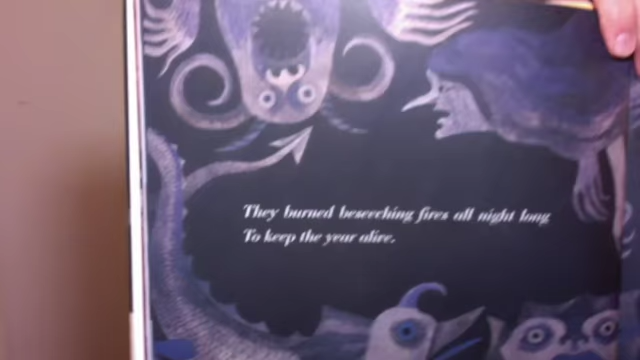 They burned beseeching fires all night long
To keep the year alive.